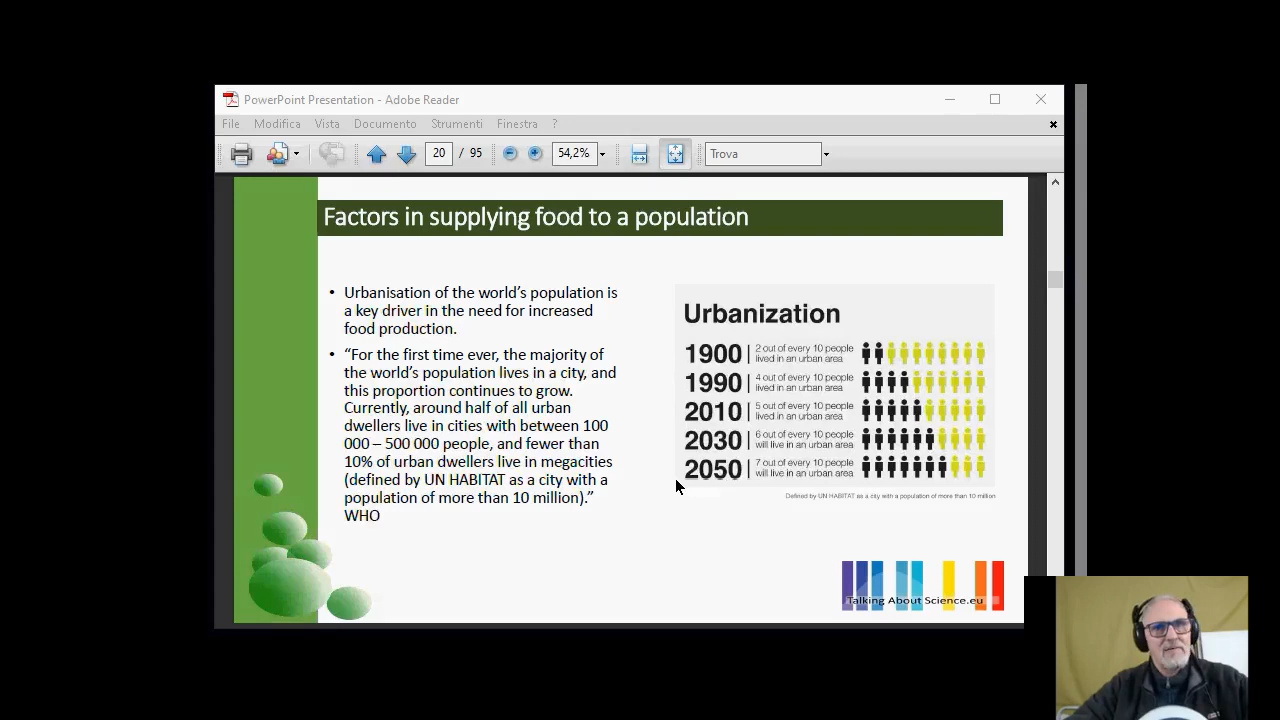 PowerPoint Presentation - Adobe Reader
File Modifica Vista Documento Strumenti Finestra ?
20 / 95 54,2% Trova
Factors in supplying food to a population
• Urbanisation of the world’s population is
a key driver in the need for increased
food production.
• “For the first time ever, the majority of
the world’s population lives in a city, and
this proportion continues to grow.
Currently, around half of all urban
dwellers live in cities with between 100
000 – 500 000 people, and fewer than
10% of urban dwellers live in megacities
(defined by UN HABITAT as a city with a
population of more than 10 million).”
WHO
Urbanization
1900 | 2 out of every 10 people
lived in an urban area
1990 | 4 out of every 10 people
lived in an urban area
2010 | 5 out of every 10 people
lived in an urban area
2030 | 6 out of every 10 people
will live in an urban area
2050 | 7 out of every 10 people
will live in an urban area
Defined by UN HABITAT as a city with a population of more than 10 million
Talking About Science.eu